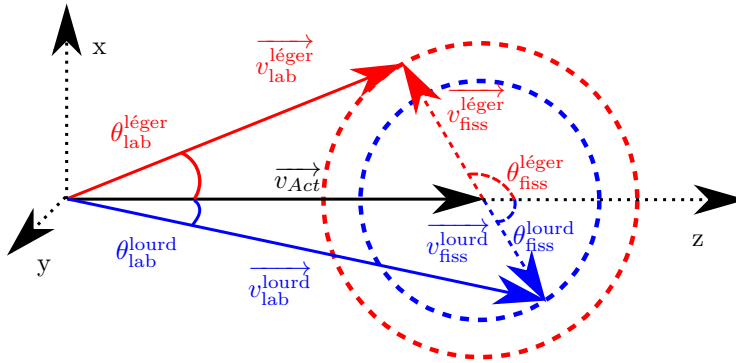 x
v_lab^léger
v_fiss^léger
θ_lab^léger
v_Act
θ_fiss^léger
θ_lab^lourd
v_fiss^lourd
θ_fiss^lourd
z
y
v_lab^lourd